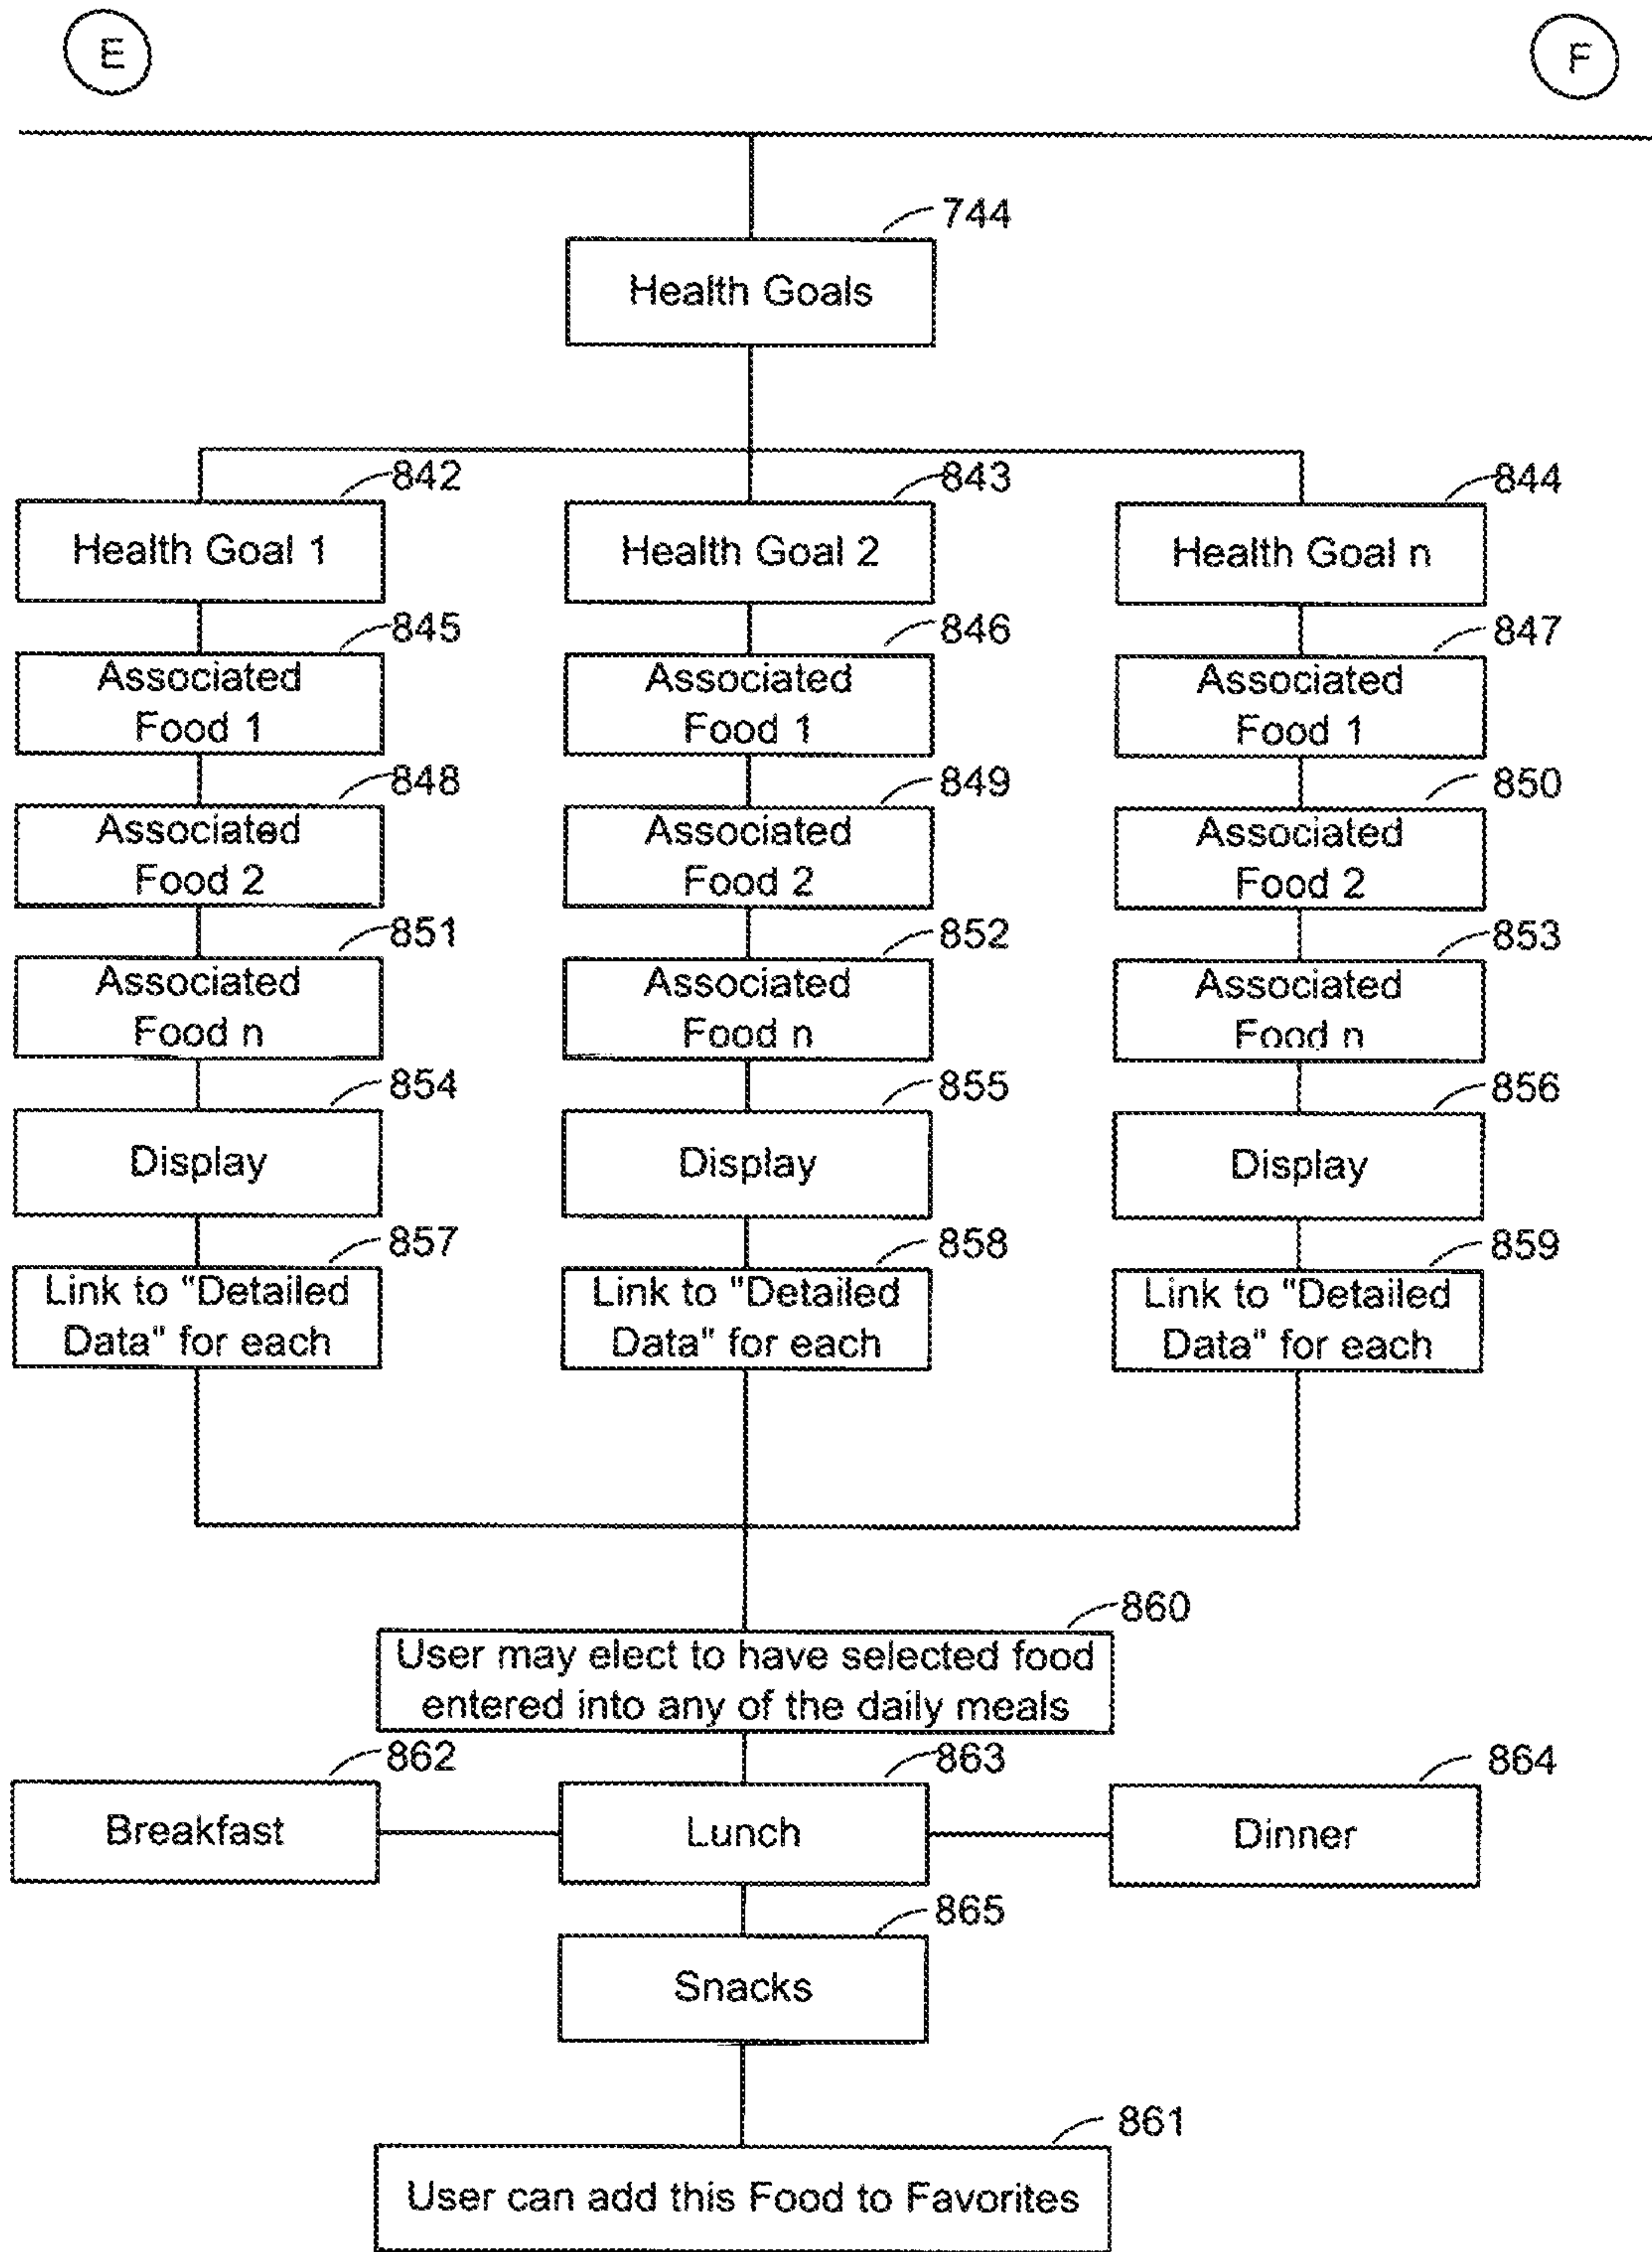 E
F
744
Health Goals
842
843
844
Health Goal 1
Health Goal 2
Health Goal n
845
846
847
Associated
Food 1
Associated
Food 1
Associated
Food 1
848
849
850
Associated
Food 2
Associated
Food 2
Associated
Food 2
851
852
853
Associated
Food n
Associated
Food n
Associated
Food n
854
855
856
Display
Display
Display
857
858
859
Link to "Detailed
Data" for each
Link to "Detailed
Data" for each
Link to "Detailed
Data" for each
860
User may elect to have selected food
entered into any of the daily meals
862
863
864
Breakfast
Lunch
Dinner
865
Snacks
861
User can add this Food to Favorites